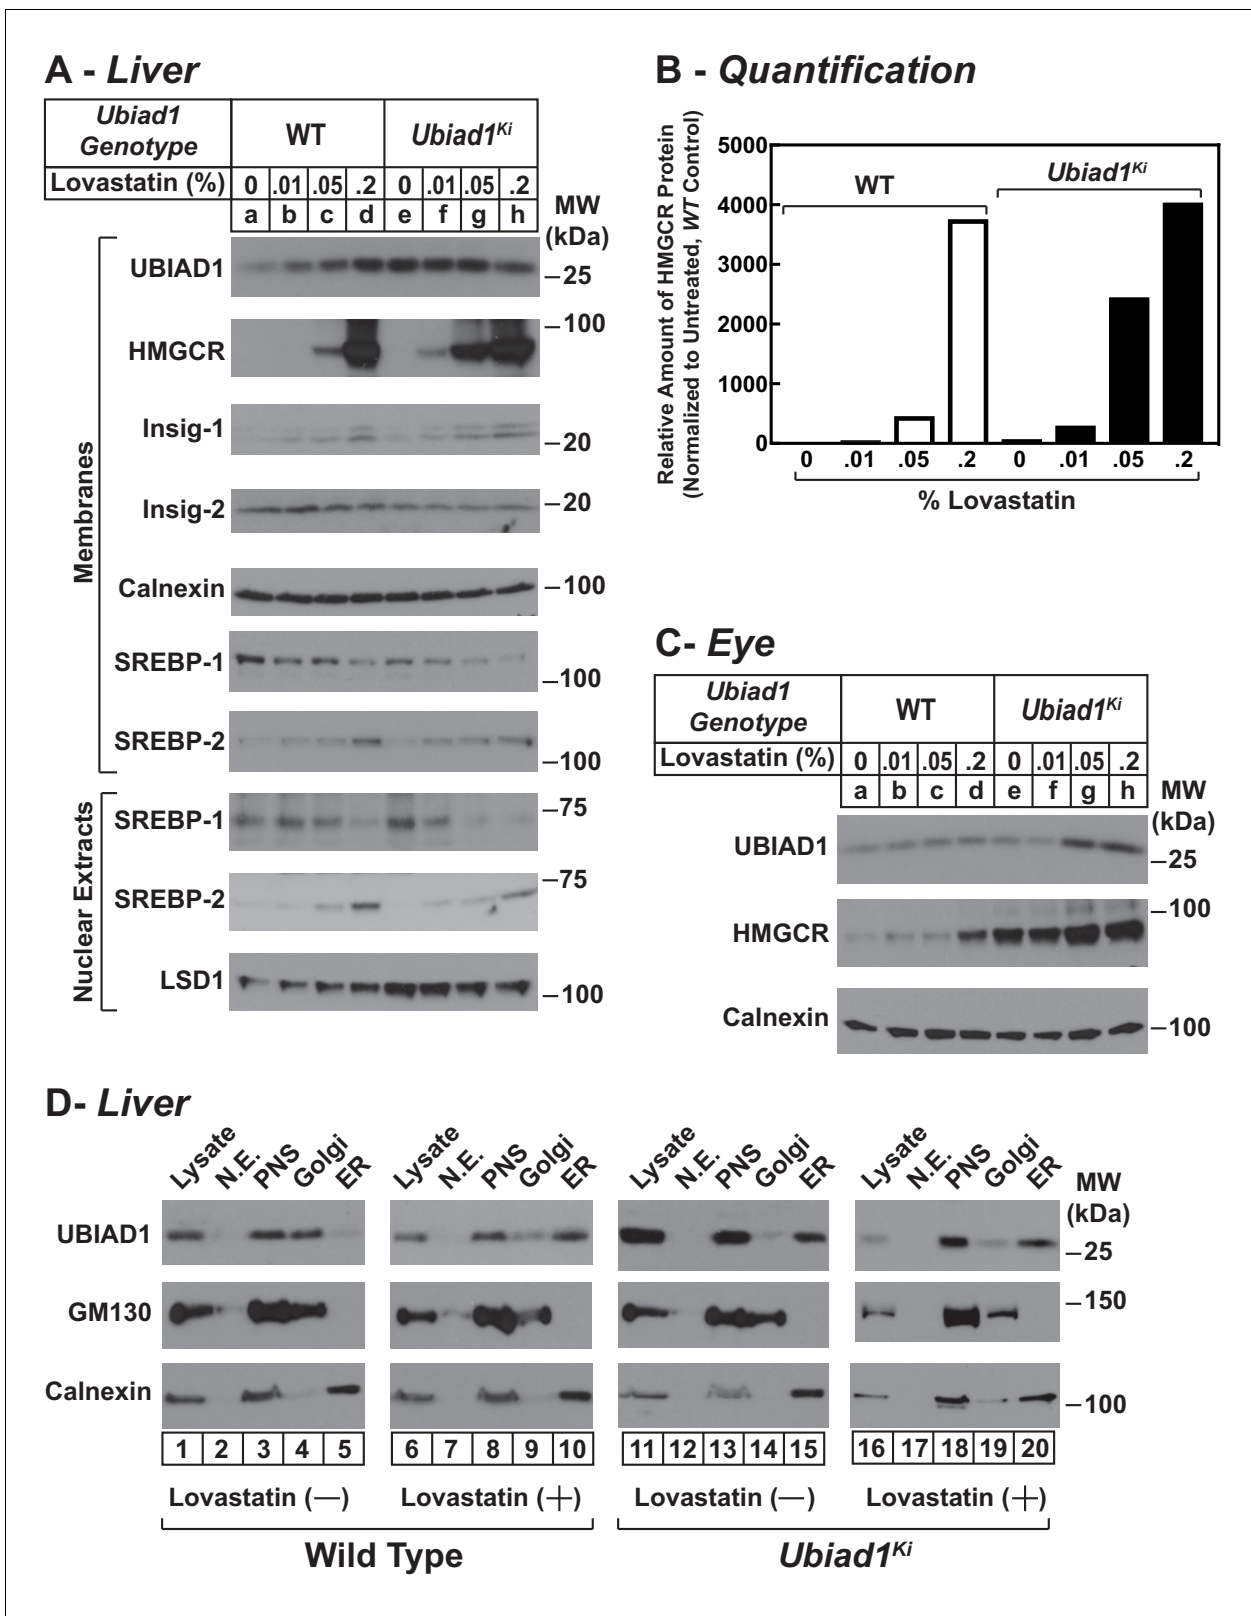 A - Liver
Ubiad1
Genotype
WT
Ubiad1Ki
Lovastatin (%)
0 .01 .05 .2 0 .01 .05 .2
a b c d e f g h
MW
(kDa)
Membranes
UBIAD1
–25
–100
HMGCR
Insig-1
–20
Insig-2
–20
Calnexin
–100
SREBP-1
–100
SREBP-2
–100
Nuclear Extracts
SREBP-1
–75
SREBP-2
–75
LSD1
–100
B - Quantification
Relative Amount of HMGCR Protein
(Normalized to Untreated, WT Control)
5000
4000
3000
2000
1000
0
WT
Ubiad1Ki
0 .01 .05 .2 0 .01 .05 .2
% Lovastatin
C- Eye
Ubiad1
Genotype
WT
Ubiad1Ki
Lovastatin (%)
0 .01 .05 .2 0 .01 .05 .2
a b c d e f g h
MW
(kDa)
UBIAD1
–25
–100
HMGCR
Calnexin
–100
D- Liver
Lysate N.E. PNS Golgi ER
Lysate N.E. PNS Golgi ER
Lysate N.E. PNS Golgi ER
Lysate N.E. PNS Golgi ER
MW
(kDa)
UBIAD1
–25
GM130
–150
Calnexin
–100
1 2 3 4 5
6 7 8 9 10
11 12 13 14 15
16 17 18 19 20
Lovastatin (—)
Lovastatin (+)
Lovastatin (—)
Lovastatin (+)
Wild Type
Ubiad1Ki